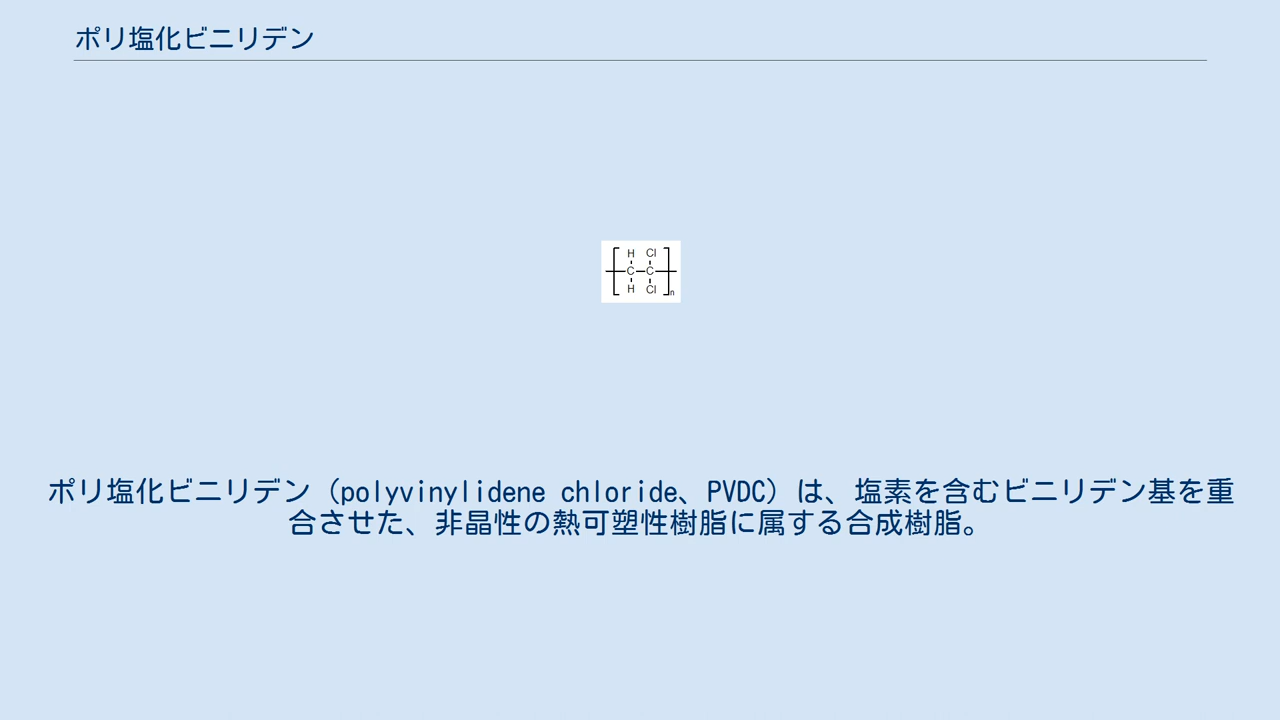 ポリ塩化ビニリデン
H Cl
C C
H Cl
n
ポリ塩化ビニリデン（polyvinylidene chloride、PVDC）は、塩素を含むビニリデン基を重
合させた、非晶性の熱可塑性樹脂に属する合成樹脂。